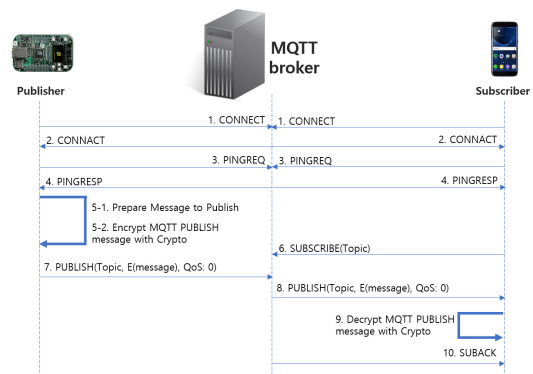 MQTT
broker
Publisher
Subscriber
1. CONNECT
1. CONNECT
2. CONNACT
2. CONNACT
3. PINGREQ
3. PINGREQ
4. PINGRESP
4. PINGRESP
5-1. Prepare Message to Publish
5-2. Encrypt MQTT PUBLISH
message with Crypto
6. SUBSCRIBE(Topic)
7. PUBLISH(Topic, E(message), QoS: 0)
8. PUBLISH(Topic, E(message), QoS: 0)
9. Decrypt MQTT PUBLISH
message with Crypto
10. SUBACK